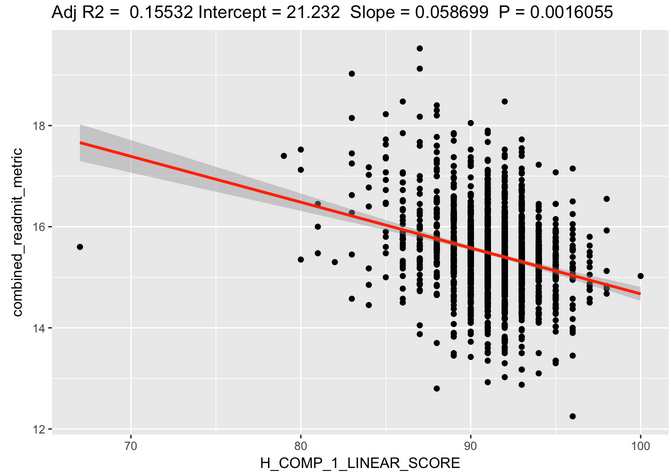 Adj R2 =  0.15532 Intercept = 21.232  Slope = 0.058699  P = 0.0016055
combined_readmit_metric
18
16
14
12
70 80 90 100
H_COMP_1_LINEAR_SCORE